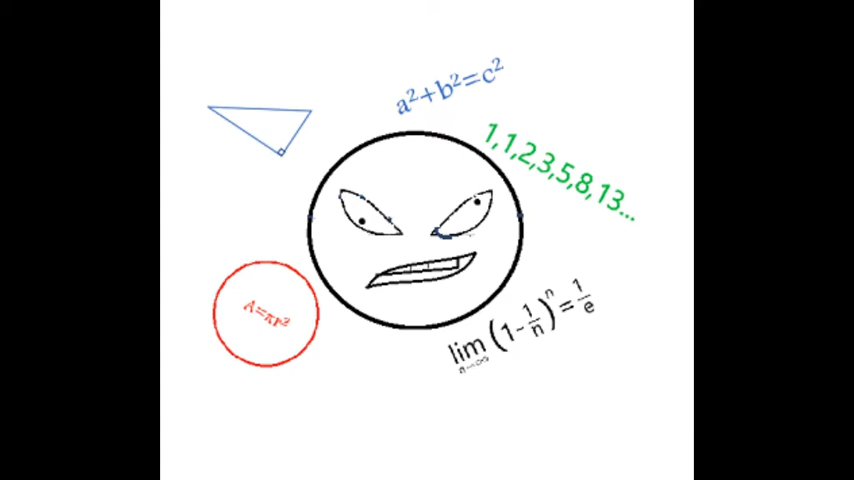 a²+b²=c²
1,1,2,3,5,8,13...
A=πr²
lim n→∞ (1-1/n)ⁿ=1/e